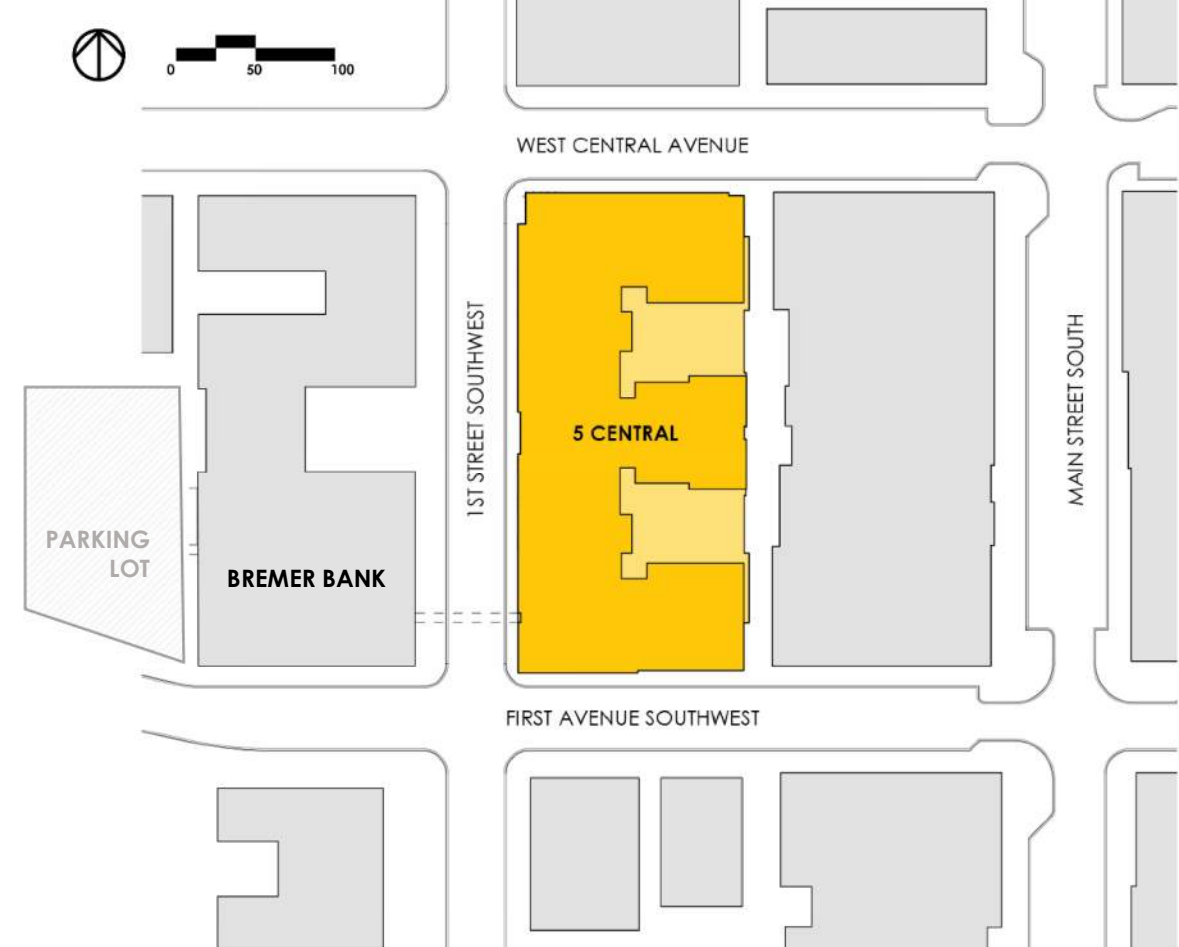 0 50 100
WEST CENTRAL AVENUE
1ST STREET SOUTHWEST
MAIN STREET SOUTH
5 CENTRAL
PARKING
LOT
BREMER BANK
FIRST AVENUE SOUTHWEST